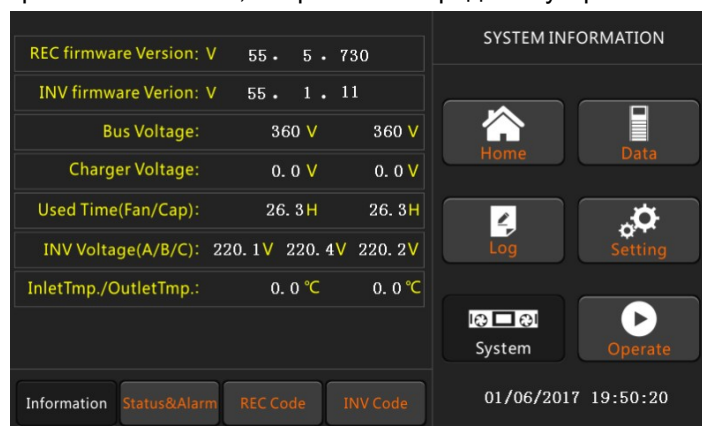 REC firmware Version: V 55. 5. 730
INV firmware Verion: V 55. 1. 11
Bus Voltage: 360 V 360 V
Charger Voltage: 0.0 V 0.0 V
Used Time(Fan/Cap): 26.3H 26.3H
INV Voltage(A/B/C): 220.1V 220.4V 220.2V
InletTmp./OutletTmp.: 0.0 ℃ 0.0 ℃
Information Status&Alarm REC Code INV Code
SYSTEM INFORMATION
Home Data
Log Setting
System Operate
01/06/2017 19:50:20